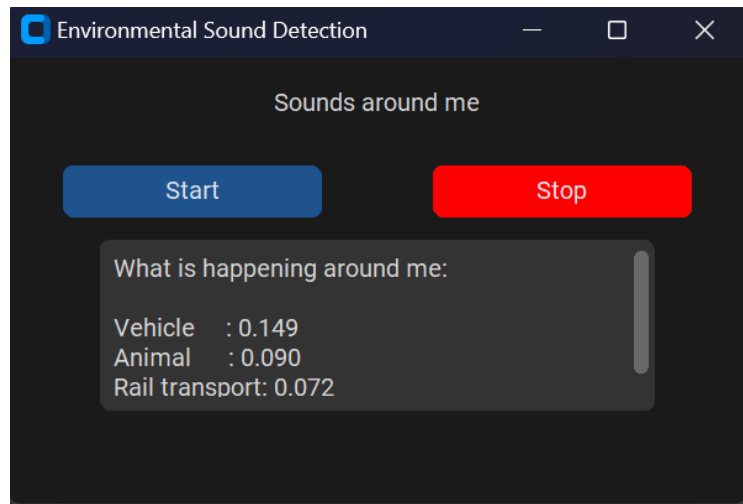 Environmental Sound Detection
Sounds around me
Start
Stop
What is happening around me:
Vehicle : 0.149
Animal : 0.090
Rail transport: 0.072